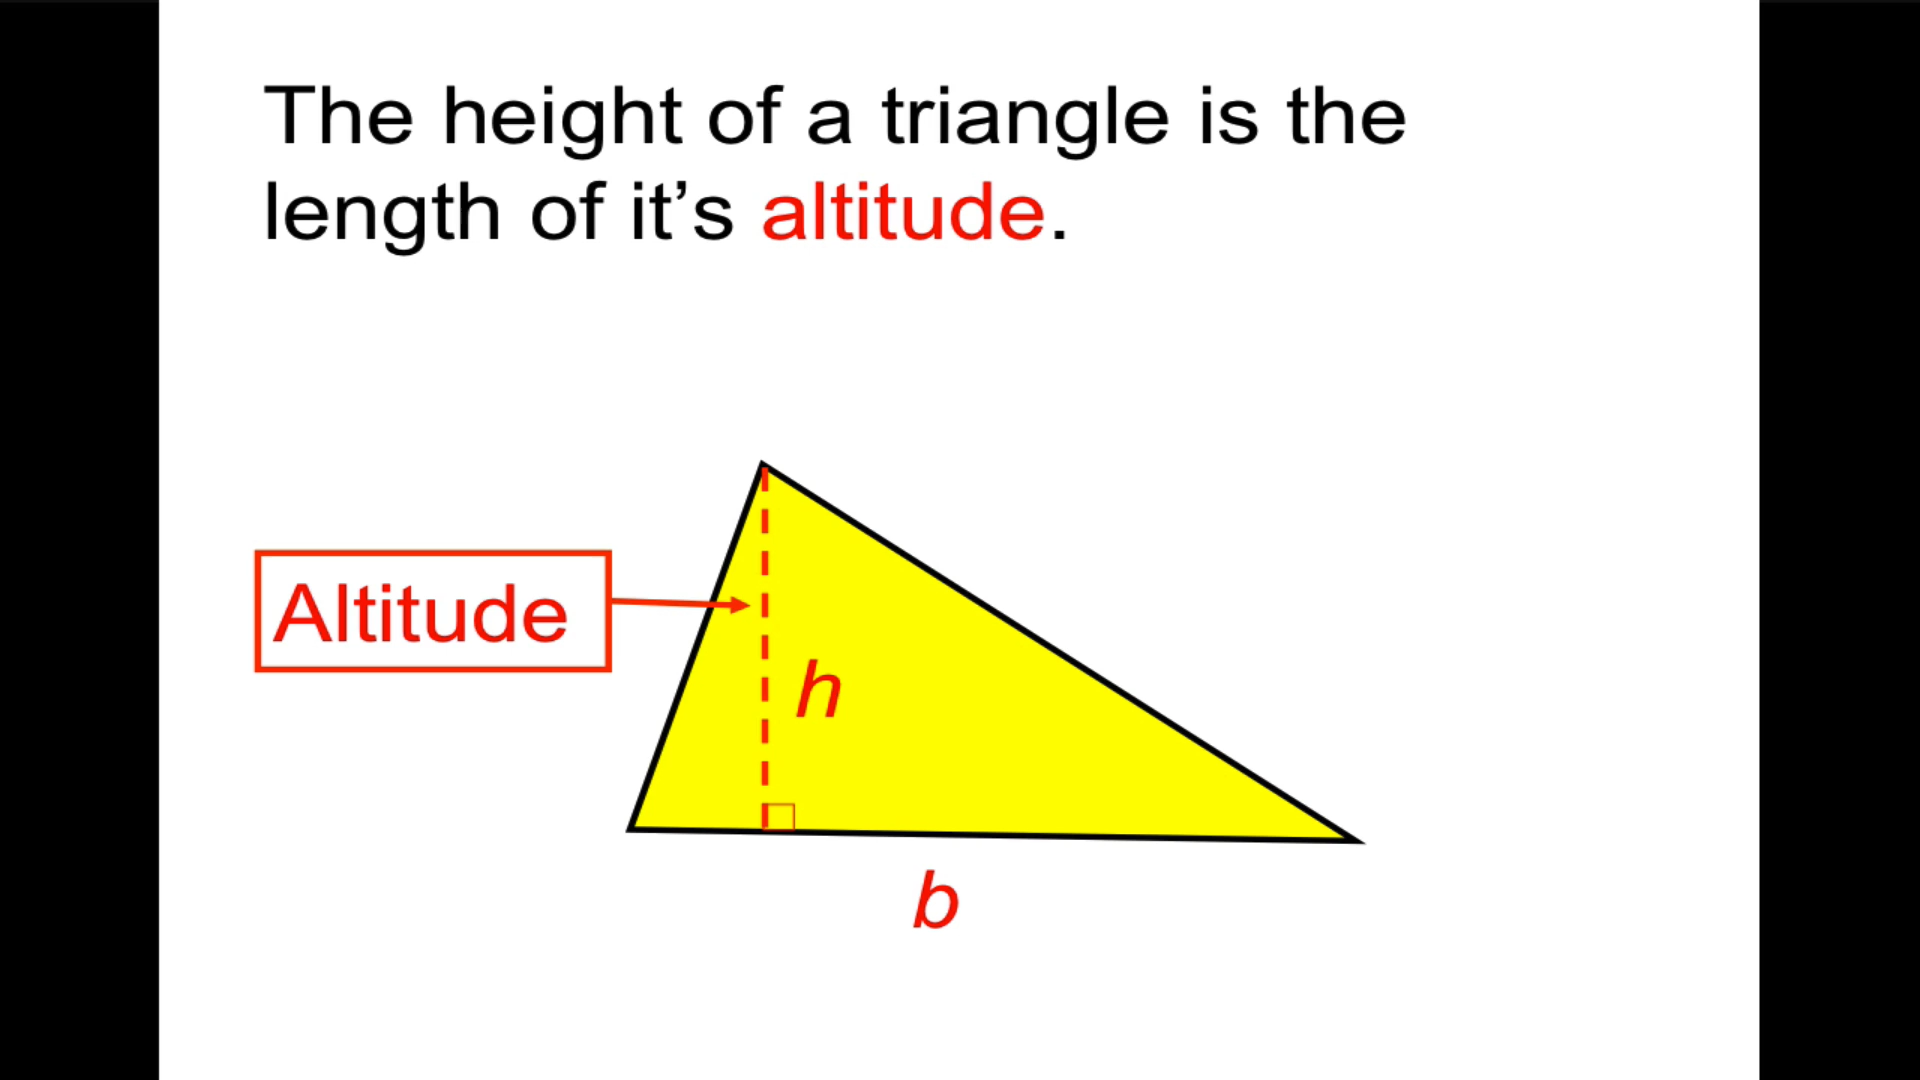 The height of a triangle is the
length of it’s altitude.
Altitude
h
b